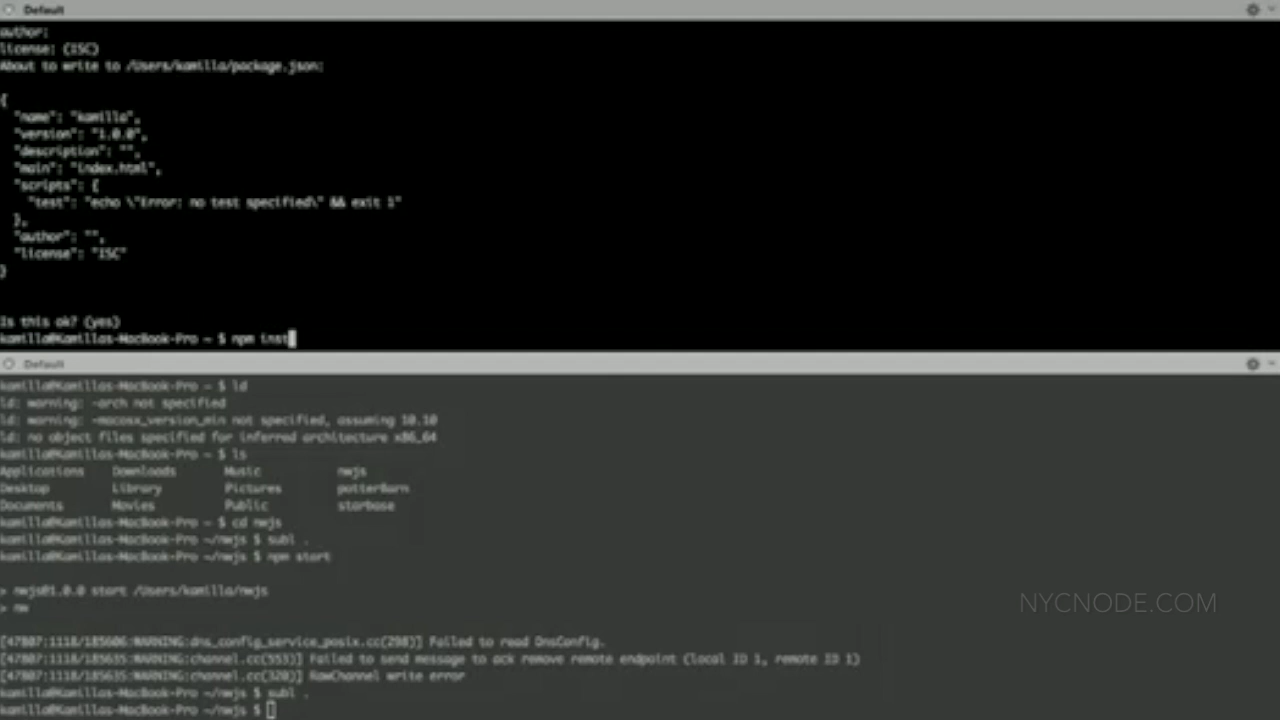 Default
author:
license: (ISC)
About to write to /Users/kamilla/package.json:
{
"name": "kamilla",
"version": "1.0.0",
"description": "",
"main": "index.html",
"scripts": {
"test": "echo \"Error: no test specified\" && exit 1"
},
"author": "",
"license": "ISC"
}
Is this ok? (yes)
kamilla@Kamillas-MacBook-Pro ~ $ npm inst
Default
kamilla@Kamillas-MacBook-Pro ~ $ ld
ld: warning: -arch not specified
ld: warning: -macosx_version_min not specified, assuming 10.10
ld: no object files specified for inferred architecture x86_64
kamilla@Kamillas-MacBook-Pro ~ $ ls
Applications Downloads Music nwjs
Desktop Library Pictures potterBarn
Documents Movies Public starbase
kamilla@Kamillas-MacBook-Pro ~ $ cd nwjs
kamilla@Kamillas-MacBook-Pro ~/nwjs $ subl .
kamilla@Kamillas-MacBook-Pro ~/nwjs $ npm start
> nwjs@1.0.0 start /Users/kamilla/nwjs
> nw
[47807:1118/185606:WARNING:dns_config_service_posix.cc(298)] Failed to read DnsConfig.
[47807:1118/185635:WARNING:channel.cc(553)] Failed to send message to ack remove remote endpoint (local ID 1, remote ID 1)
[47807:1118/185635:WARNING:channel.cc(320)] RawChannel write error
kamilla@Kamillas-MacBook-Pro ~/nwjs $ subl .
kamilla@Kamillas-MacBook-Pro ~/nwjs $
NYCNODE.COM